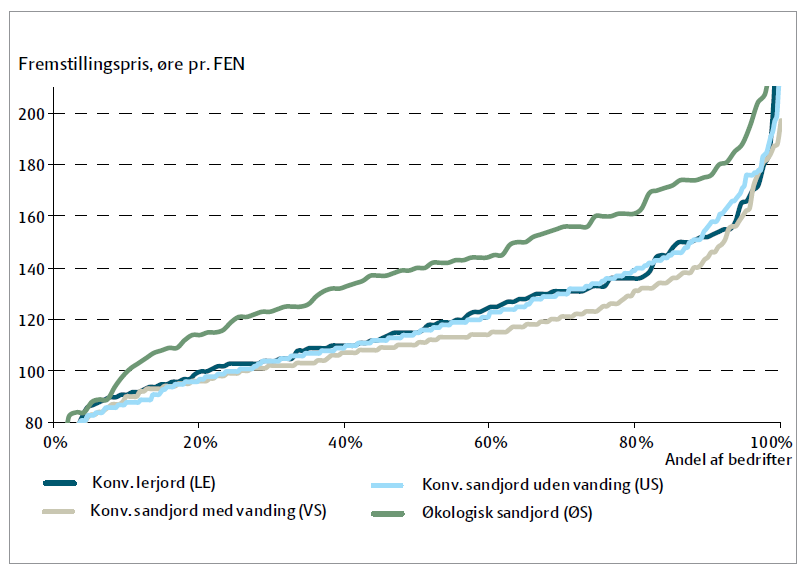 Fremstillingspris, øre pr. FEN
200
180
160
140
120
100
80
0% 20% 40% 60% 80% 100%
Andel af bedrifter
Konv. lerjord (LE) Konv. sandjord uden vanding (US)
Konv. sandjord med vanding (VS) Økologisk sandjord (ØS)